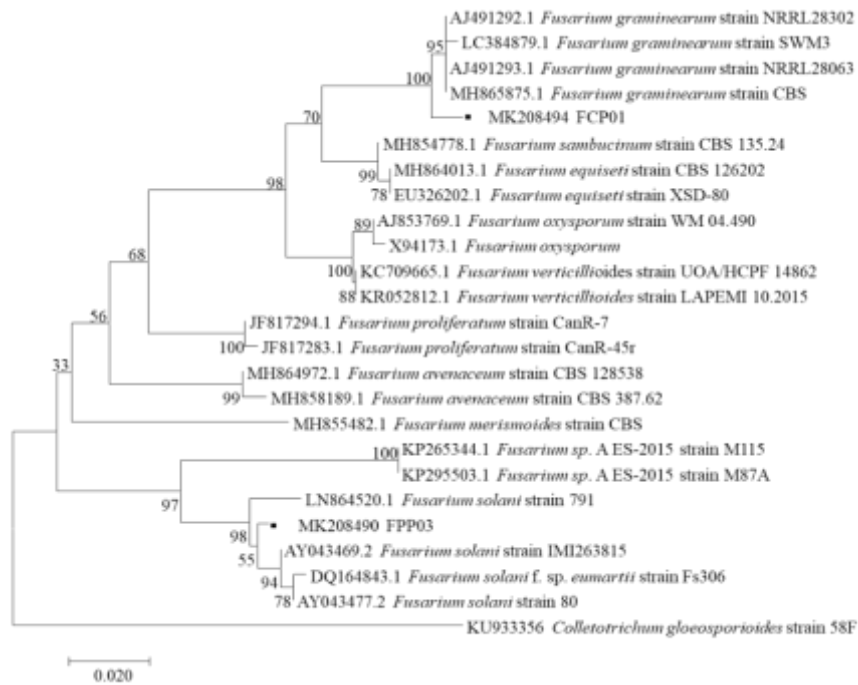 AJ491292.1 Fusarium graminearum strain NRRL28302
95
LC384879.1 Fusarium graminearum strain SWM3
AJ491293.1 Fusarium graminearum strain NRRL28063
100
MH865875.1 Fusarium graminearum strain CBS
MK208494 FCP01
70
MH854778.1 Fusarium sambucinum strain CBS 135.24
MH864013.1 Fusarium equiseti strain CBS 126202
99
78 EU326202.1 Fusarium equiseti strain XSD-80
98
AJ853769.1 Fusarium oxysporum strain WM 04.490
89
X94173.1 Fusarium oxysporum
68
100 KC709665.1 Fusarium verticillioides strain UOA/HCPF 14862
88 KR052812.1 Fusarium verticillioides strain LAPEMI 10.2015
56
JF817294.1 Fusarium proliferatum strain CanR-7
100 JF817283.1 Fusarium proliferatum strain CanR-45r
33
MH864972.1 Fusarium avenaceum strain CBS 128538
99 MH858189.1 Fusarium avenaceum strain CBS 387.62
MH855482.1 Fusarium merismoides strain CBS
KP265344.1 Fusarium sp. A ES-2015 strain M115
100
KP295503.1 Fusarium sp. A ES-2015 strain M87A
97
LN864520.1 Fusarium solani strain 791
MK208490 FPP03
98
AY043469.2 Fusarium solani strain IMI263815
55
DQ164843.1 Fusarium solani f. sp. eumartii strain Fs306
94
78 AY043477.2 Fusarium solani strain 80
KU933356 Colletotrichum gloeosporioides strain 58F
0.020